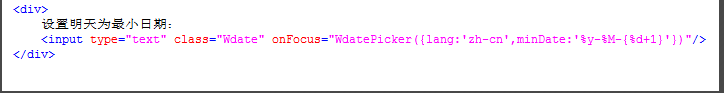 <div>
设置明天为最小日期:
<input type="text" class="Wdate" onFocus="WdatePicker({lang:'zh-cn',minDate:'%y-%M-{%d+1}'})"/>
</div>